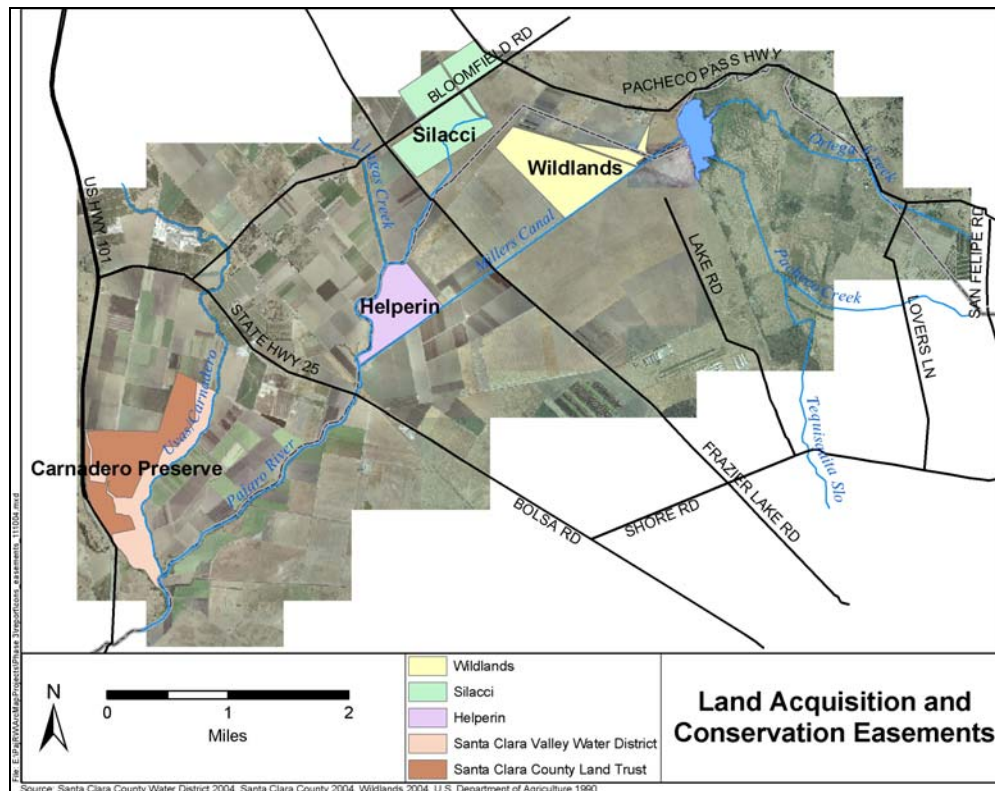 BLOOMFIELD RD
PACHECO PASS HWY
Silacci
Wildlands
Llagas Creek
Ortega Creek
US HWY 101
Millers Canal
LAKE RD
SAN FELIPE RD
Helperin
Pacheco Creek
LOVERS LN
STATE HWY 25
Uvas/Carnadero
Tequisquita Slo
Carnadero Preserve
Pajaro River
FRAZIER LAKE RD
SHORE RD
BOLSA RD
N
0 1 2
Miles
Wildlands
Silacci
Helperin
Santa Clara Valley Water District
Santa Clara County Land Trust
Land Acquisition and
Conservation Easements
Source: Santa Clara County Water District 2004, Santa Clara County 2004, Wildlands 2004, U.S. Department of Agriculture 1990